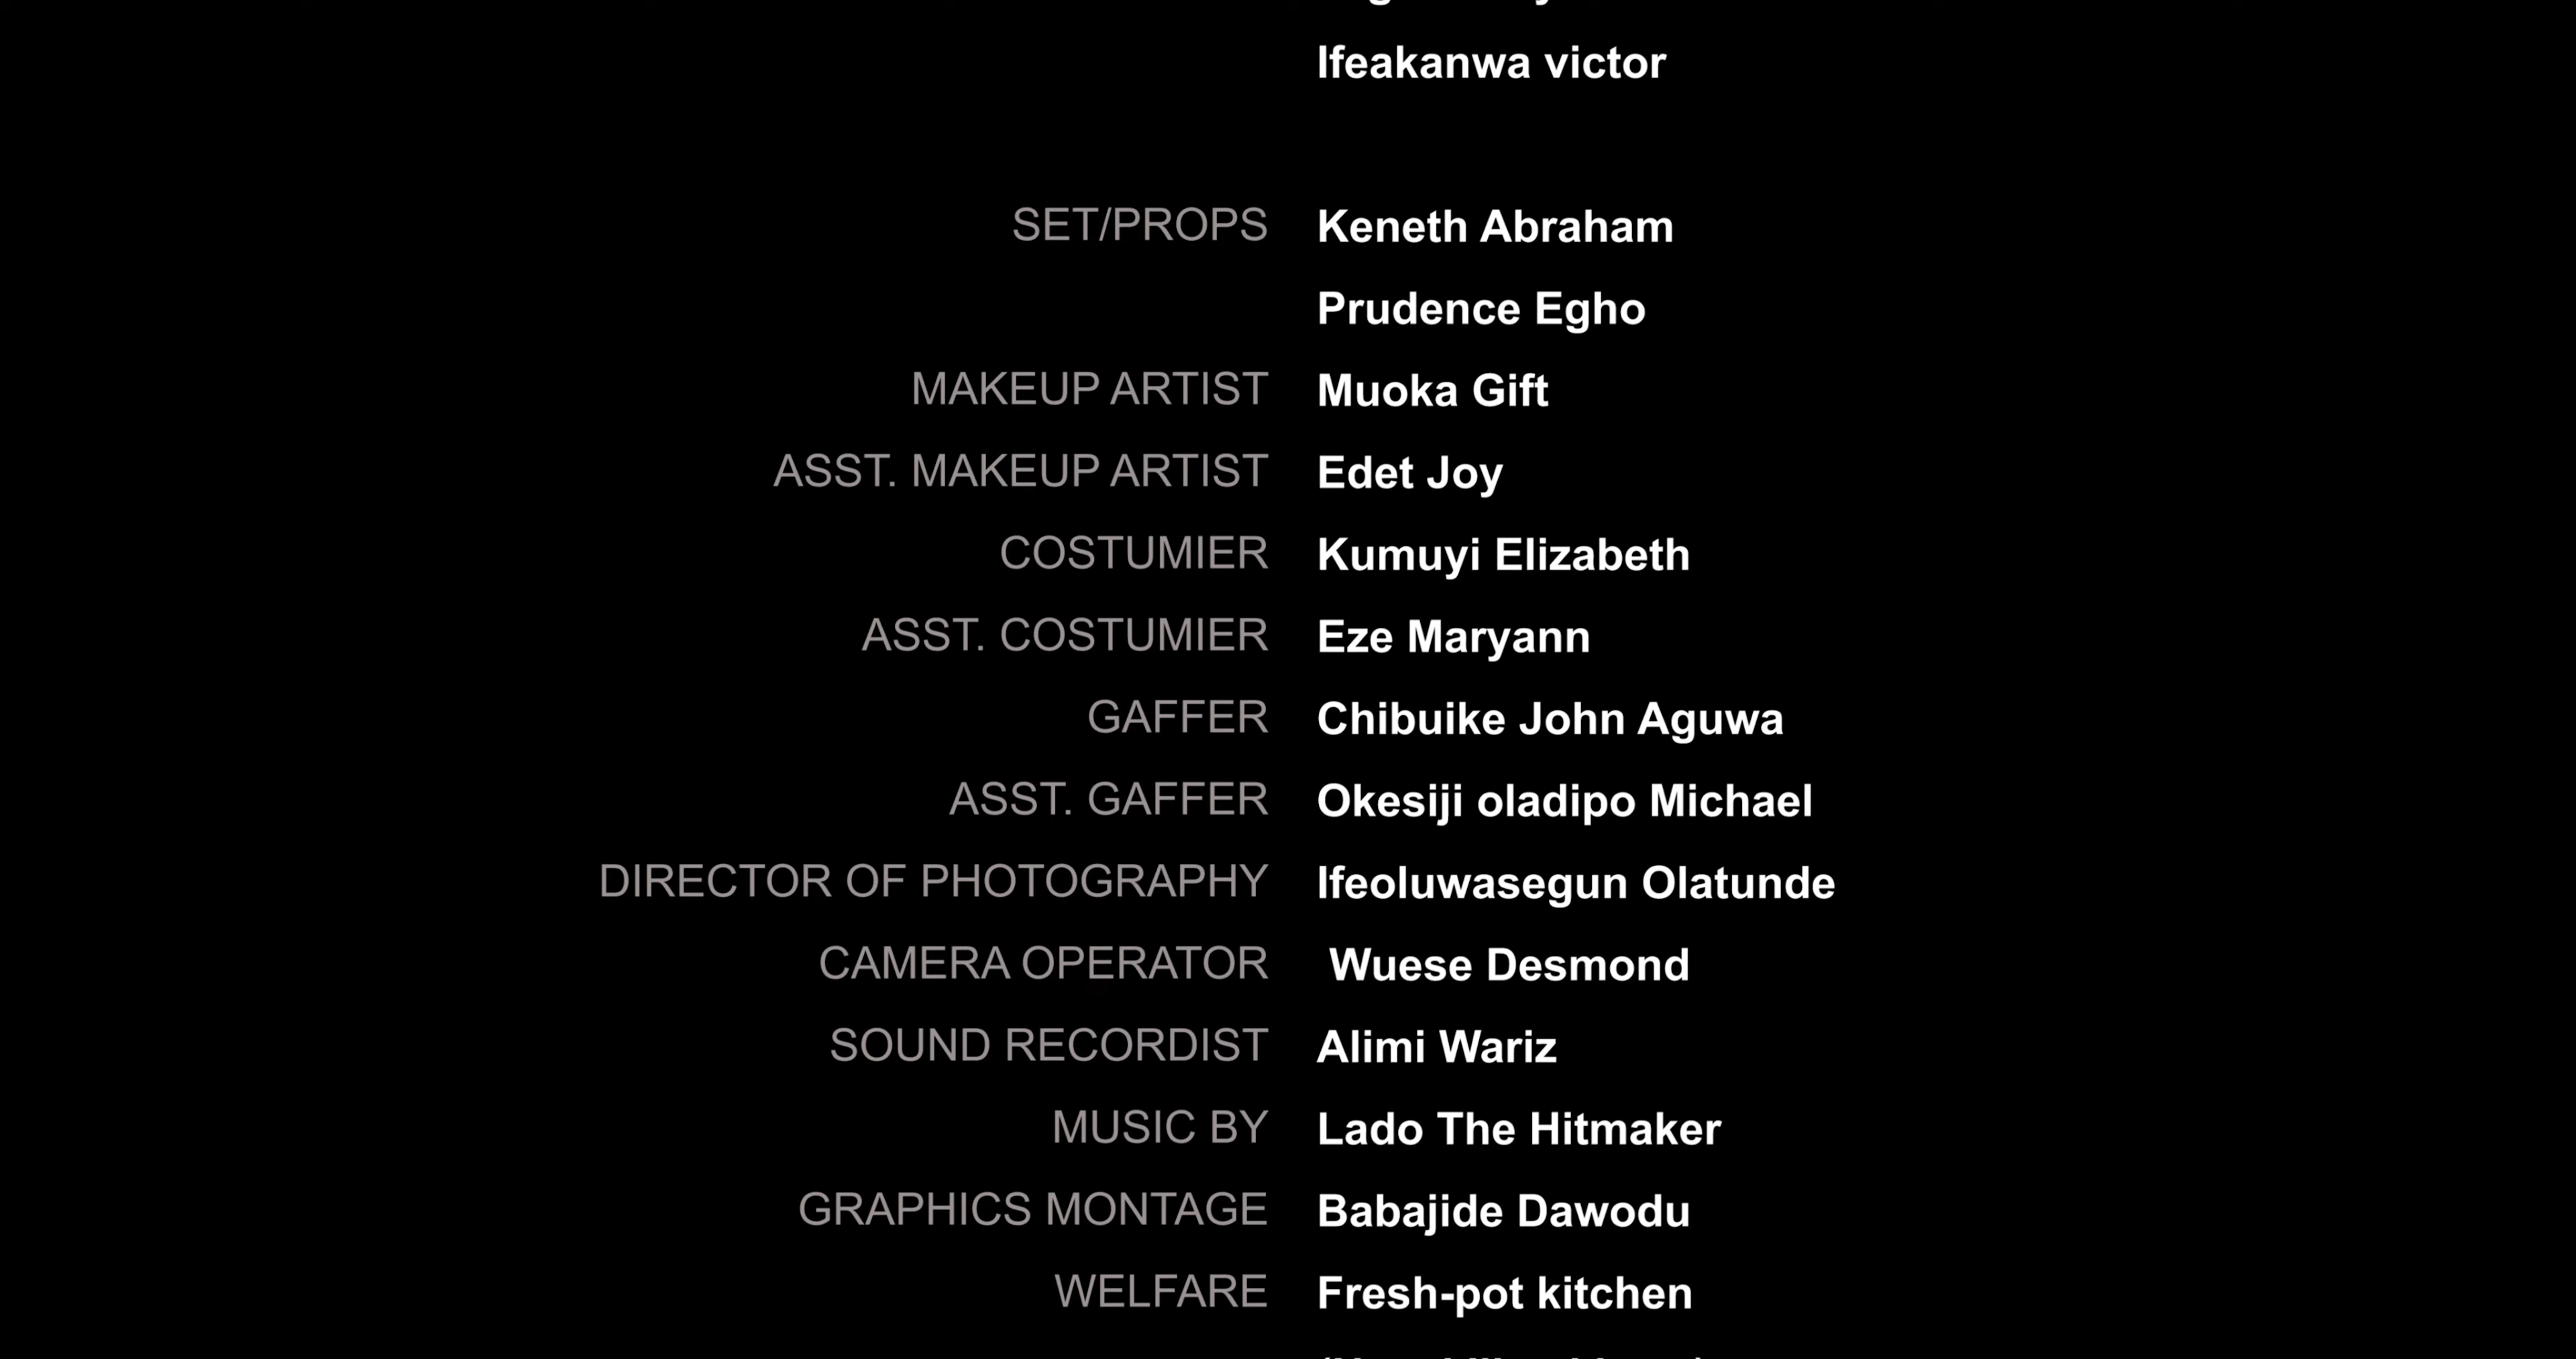 Ifeakanwa victor
SET/PROPS Keneth Abraham
Prudence Egho
MAKEUP ARTIST Muoka Gift
ASST. MAKEUP ARTIST Edet Joy
COSTUMIER Kumuyi Elizabeth
ASST. COSTUMIER Eze Maryann
GAFFER Chibuike John Aguwa
ASST. GAFFER Okesiji oladipo Michael
DIRECTOR OF PHOTOGRAPHY Ifeoluwasegun Olatunde
CAMERA OPERATOR Wuese Desmond
SOUND RECORDIST Alimi Wariz
MUSIC BY Lado The Hitmaker
GRAPHICS MONTAGE Babajide Dawodu
WELFARE Fresh-pot kitchen